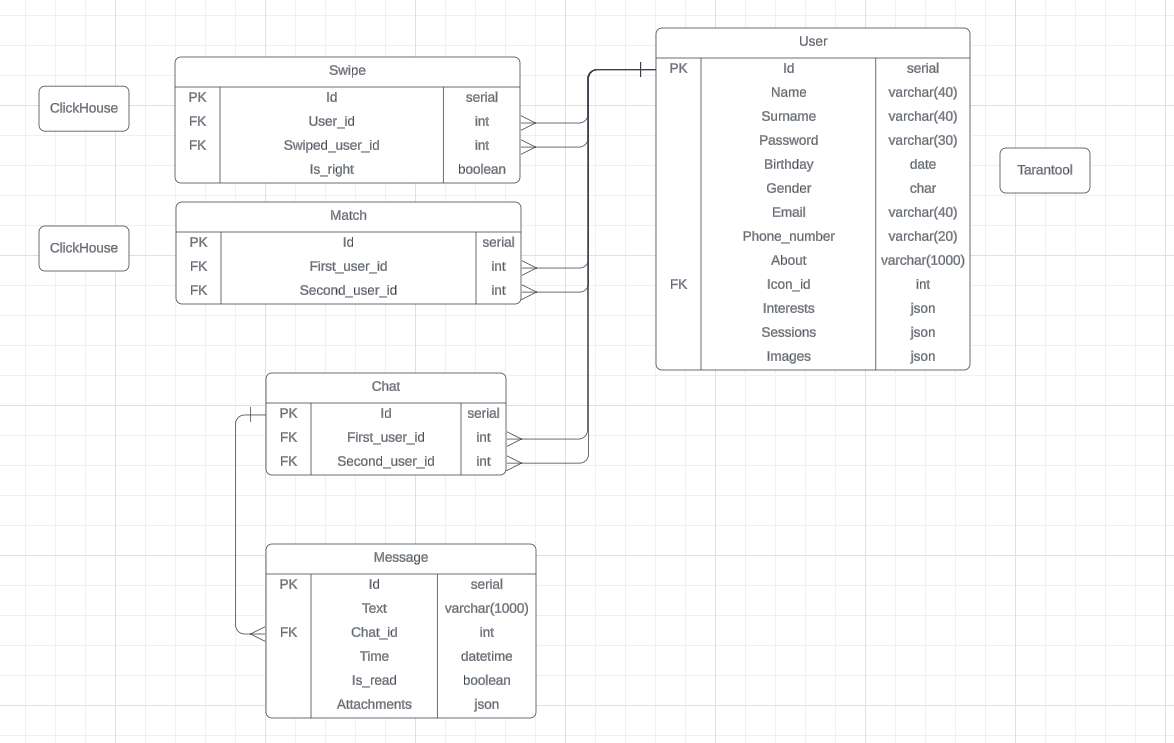 User
PK Id serial
Name varchar(40)
Surname varchar(40)
Password varchar(30)
Birthday date
Gender char
Email varchar(40)
Phone_number varchar(20)
About varchar(1000)
FK Icon_id int
Interests json
Sessions json
Images json
Tarantool
ClickHouse
Swipe
PK Id serial
FK User_id int
FK Swiped_user_id int
Is_right boolean
ClickHouse
Match
PK Id serial
FK First_user_id int
FK Second_user_id int
Chat
PK Id serial
FK First_user_id int
FK Second_user_id int
Message
PK Id serial
Text varchar(1000)
FK Chat_id int
Time datetime
Is_read boolean
Attachments json